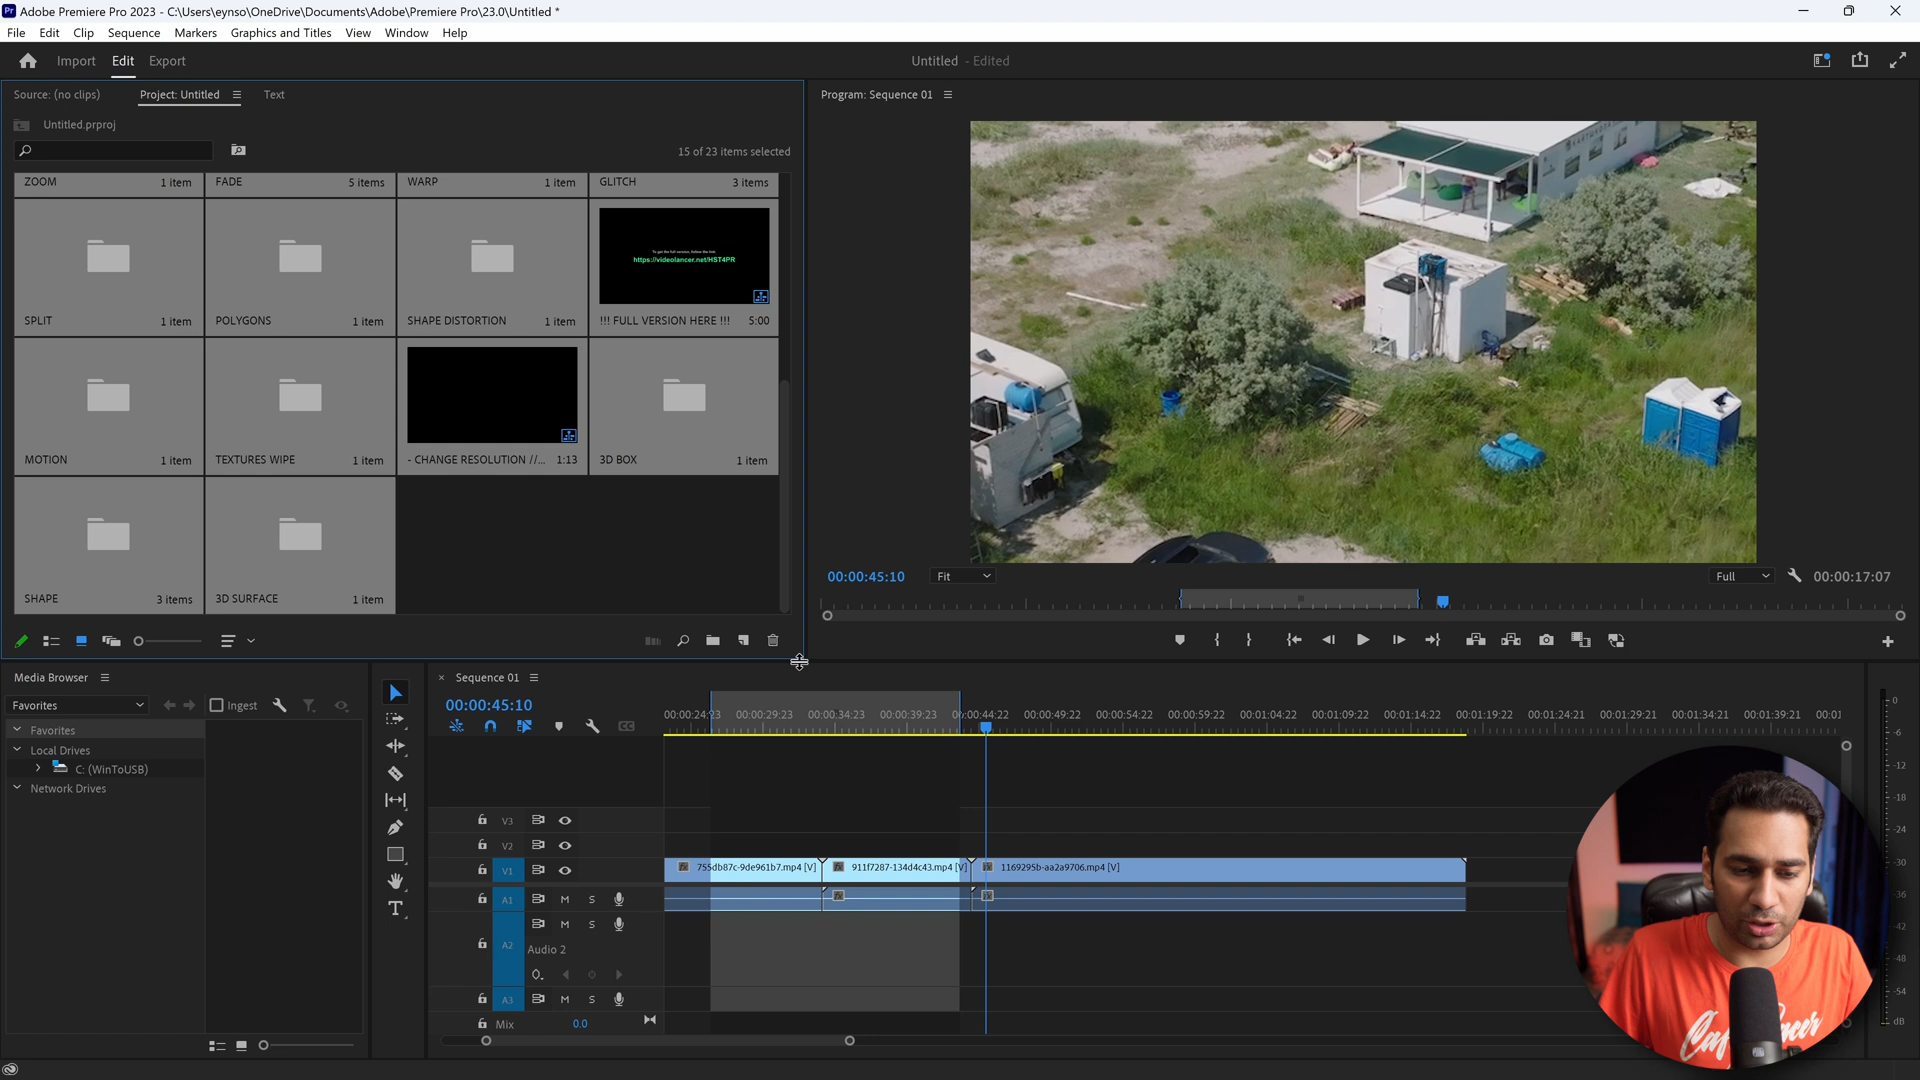 Adobe Premiere Pro 2023 - C:\Users\eynso\OneDrive\Documents\Adobe\Premiere Pro\23.0\Untitled *
File Edit Clip Sequence Markers Graphics and Titles View Window Help
Import Edit Export
Untitled - Edited
Source: (no clips) Project: Untitled Text
Untitled.prproj
15 of 23 items selected
ZOOM 1 item FADE 5 items WARP 1 item GLITCH 3 items
To get the full version, follow the link:
https://videolancer.net/HST4PR
SPLIT 1 item POLYGONS 1 item SHAPE DISTORTION 1 item !!! FULL VERSION HERE !!! 5:00
MOTION 1 item TEXTURES WIPE 1 item - CHANGE RESOLUTION //... 1:13 3D BOX 1 item
SHAPE 3 items 3D SURFACE 1 item
Program: Sequence 01
00:00:45:10 Fit Full 00:00:17:07
Media Browser
Favorites Ingest
Favorites
Local Drives
C: (WinToUSB)
Network Drives
× Sequence 01
00:00:45:10
00:00:24:23 00:00:29:23 00:00:34:23 00:00:39:23 00:00:44:22 00:00:49:22 00:00:54:22 00:00:59:22 00:01:04:22 00:01:09:22 00:01:14:22 00:01:19:22 00:01:24:21 00:01:29:21 00:01:34:21 00:01:39:21 00:01
V3
V2
V1 755db87c-9de961b7.mp4 [V] 911f7287-134d4c43.mp4 [V] 1169295b-aa2a9706.mp4 [V]
A1 M S
M S
A2 Audio 2
A3 M S
Mix 0.0
0
-6
-12
-18
-24
-30
-36
-42
-48
-54
dB